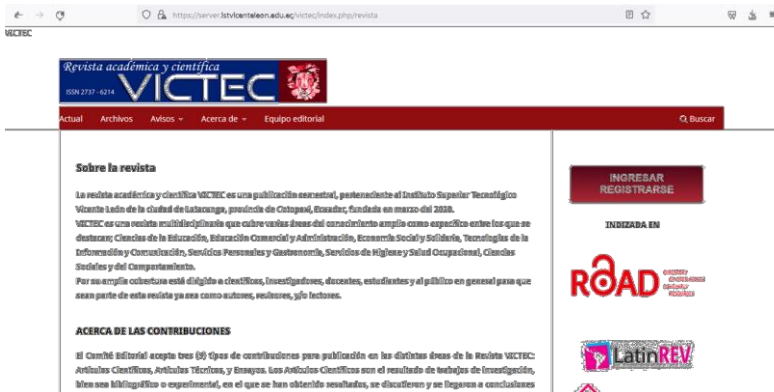 https://server.istvicenteleon.edu.ec/victec/index.php/revista
VICTEC
Revista académica y científica
VICTEC
ISSN 2737 - 6214
Actual Archivos Avisos Acerca de Equipo editorial Buscar
Sobre la revista
La revista académica y científica VICTEC es una publicación semestral, perteneciente al Instituto Superior Tecnológico
Vicente León de la ciudad de Latacunga, provincia de Cotopaxi, Ecuador, fundada en marzo del 2020.
VICTEC es una revista multidisciplinaria que cubre varias áreas del conocimiento amplio como específico entre los que se
destacan; Ciencias de la Educación, Educación Comercial y Administración, Economía Social y Solidaria, Tecnologías de la
Información y Comunicación, Servicios Personales y Gastronomía, Servicios de Higiene y Salud Ocupacional, Ciencias
Sociales y del Comportamiento.
Por su amplia cobertura está dirigido a científicos, investigadores, docentes, estudiantes y al público en general para que
sean parte de esta revista ya sea como autores, revisores, y/o lectores.
ACERCA DE LAS CONTRIBUCIONES
El Comité Editorial acepta tres (3) tipos de contribuciones para publicación en las distintas áreas de la Revista VICTEC:
Artículos Científicos, Artículos Técnicos, y Ensayos. Los Artículos Científicos son el resultado de trabajos de investigación,
bien sea bibliográfico o experimental, en el que se han obtenido resultados, se discutieron y se llegaron a conclusiones
INGRESAR
REGISTRARSE
INDIZADA EN
ROAD
LatinREV